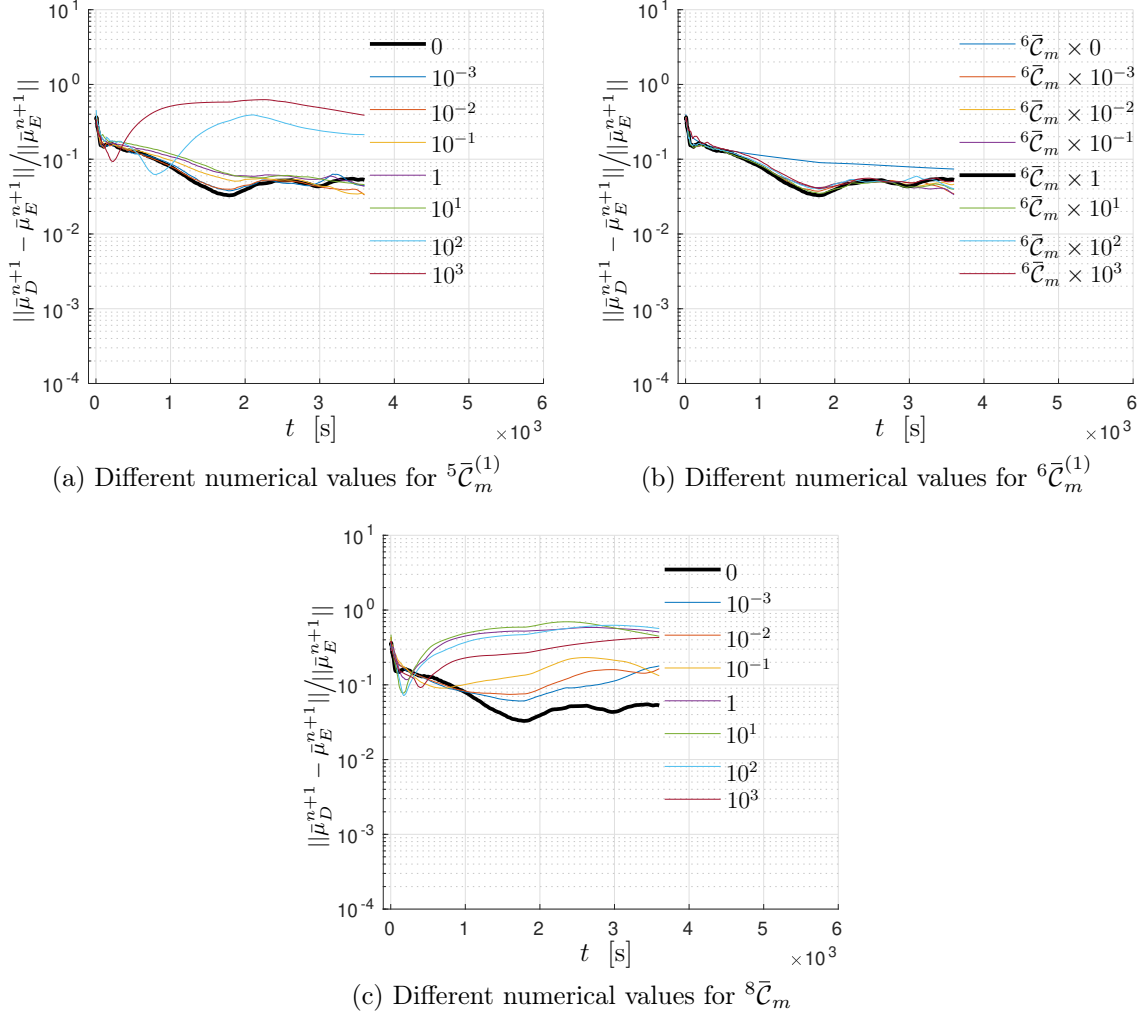 10^1
10^0
10^-1
10^-2
10^-3
10^-4
||μ̄_D^{n+1} − μ̄_E^{n+1}||/||μ̄_E^{n+1}||
0
10^-3
10^-2
10^-1
1
10^1
10^2
10^3
0 1 2 3 4 5 6
t [s]
×10^3
(a) Different numerical values for ^5C̄_m^{(1)}
10^1
10^0
10^-1
10^-2
10^-3
10^-4
||μ̄_D^{n+1} − μ̄_E^{n+1}||/||μ̄_E^{n+1}||
^6C̄_m × 0
^6C̄_m × 10^-3
^6C̄_m × 10^-2
^6C̄_m × 10^-1
^6C̄_m × 1
^6C̄_m × 10^1
^6C̄_m × 10^2
^6C̄_m × 10^3
0 1 2 3 4 5 6
t [s]
×10^3
(b) Different numerical values for ^6C̄_m^{(1)}
10^1
10^0
10^-1
10^-2
10^-3
10^-4
||μ̄_D^{n+1} − μ̄_E^{n+1}||/||μ̄_E^{n+1}||
0
10^-3
10^-2
10^-1
1
10^1
10^2
10^3
0 1 2 3 4 5 6
t [s]
×10^3
(c) Different numerical values for ^8C̄_m